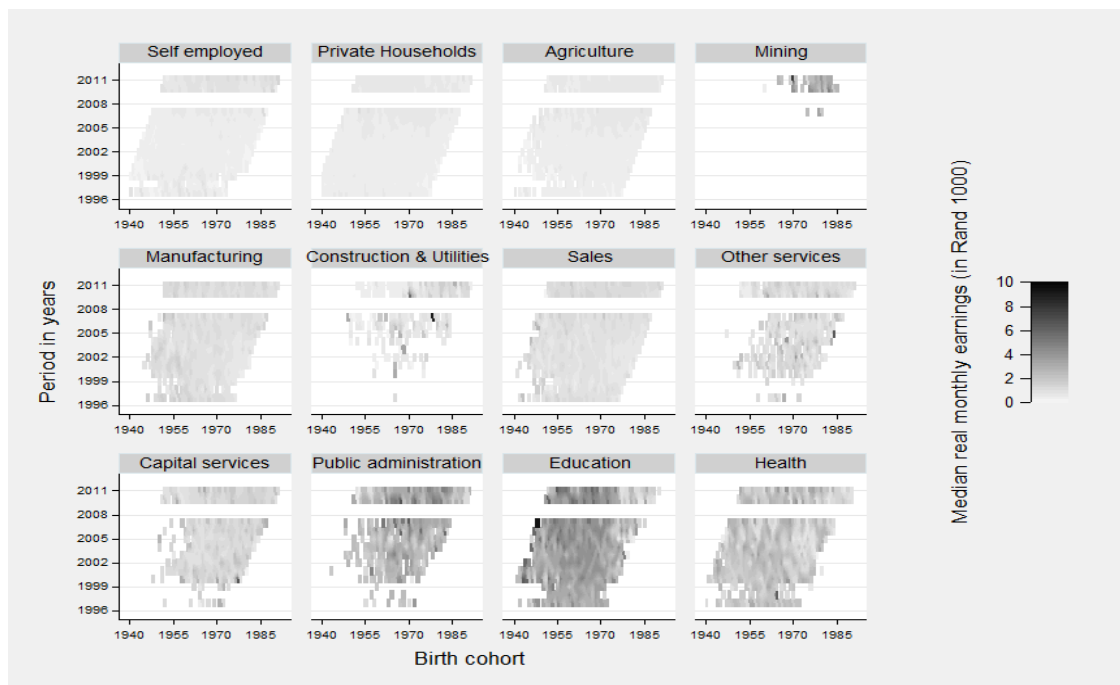 Self employed
Private Households
Agriculture
Mining
2011
2008
2005
2002
1999
1996
1940 1955 1970 1985
1940 1955 1970 1985
1940 1955 1970 1985
1940 1955 1970 1985
Manufacturing
Construction & Utilities
Sales
Other services
2011
2008
2005
2002
1999
1996
1940 1955 1970 1985
1940 1955 1970 1985
1940 1955 1970 1985
1940 1955 1970 1985
Capital services
Public administration
Education
Health
2011
2008
2005
2002
1999
1996
1940 1955 1970 1985
1940 1955 1970 1985
1940 1955 1970 1985
1940 1955 1970 1985
Period in years
Birth cohort
Median real monthly earnings (in Rand 1000)
10
8
6
4
2
0